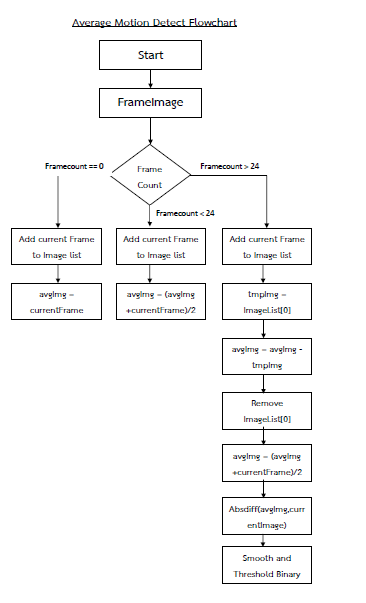 Average Motion Detect Flowchart
Start
FrameImage
Frame
Count
Framecount == 0
Framecount > 24
Framecount < 24
Add current Frame
to Image list
avgImg =
currentFrame
Add current Frame
to Image list
avgImg = (avgImg
+currentFrame)/2
Add current Frame
to Image list
tmpImg =
ImageList[0]
avgImg = avgImg -
tmpImg
Remove
ImageList[0]
avgImg = (avgImg
+currentFrame)/2
Absdiff(avgImg,curr
entImage)
Smooth and
Threshold Binary